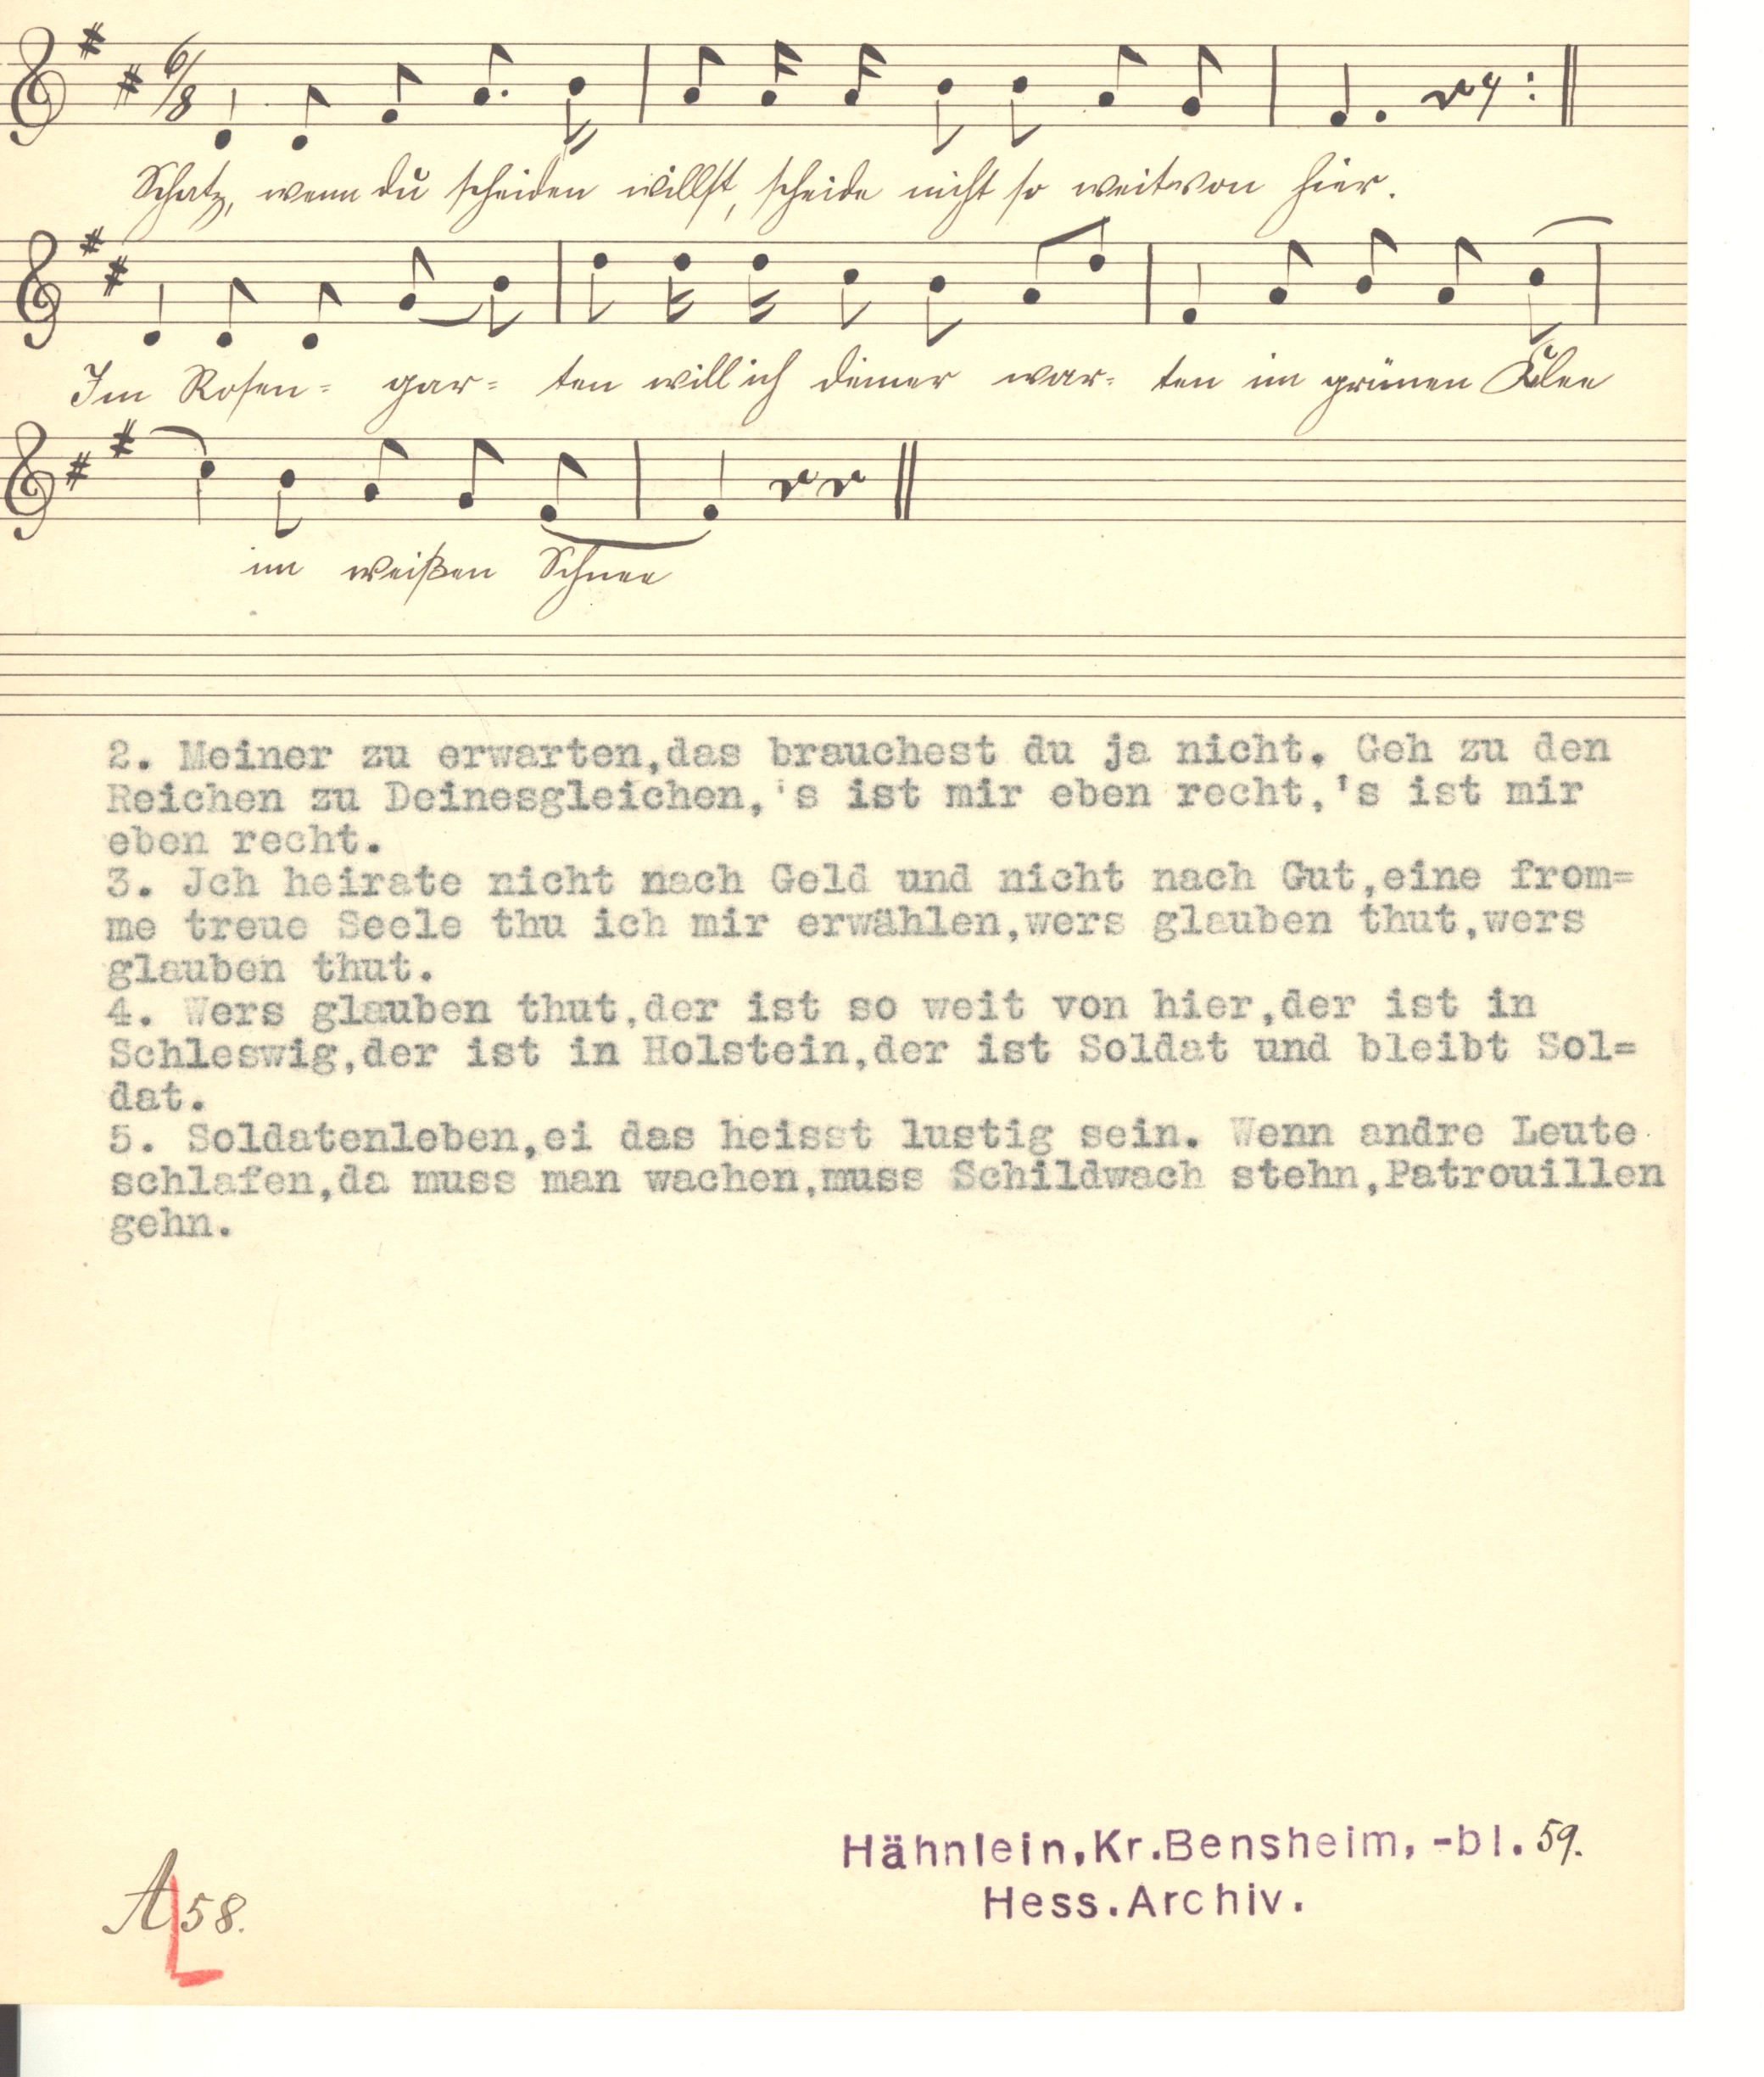 6/8
Schatz, wenn du scheiden willst, scheide nicht so weit von hier.
Im Rosen= gar= ten will ich deiner war= ten im grünen Klee
im weißen Schnee
2. Meiner zu erwarten,das brauchest du ja nicht. Geh zu den
Reichen zu Deinesgleichen,'s ist mir eben recht,'s ist mir
eben recht.
3. Jch heirate nicht nach Geld und nicht nach Gut,eine from=
me treue Seele thu ich mir erwählen,wers glauben thut,wers
glauben thut.
4. Wers glauben thut,der ist so weit von hier,der ist in
Schleswig,der ist in Holstein,der ist Soldat und bleibt Sol=
dat.
5. Soldatenleben,ei das heisst lustig sein. Wenn andre Leute
schlafen,da muss man wachen,muss Schildwach stehn,Patrouillen
gehn.
Hähnlein,Kr.Bensheim,-bl.59.
Hess.Archiv.
A 58.